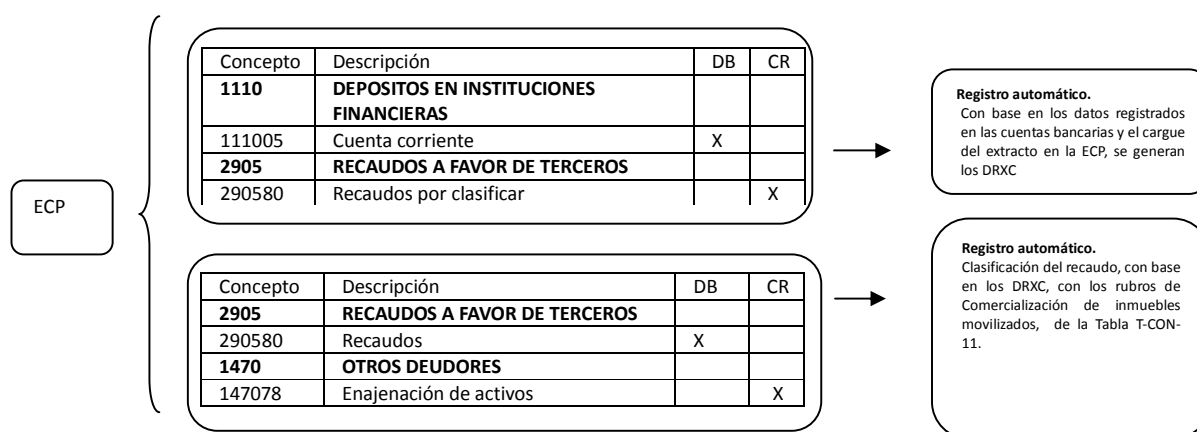 ECP
Concepto Descripción DB CR
1110 DEPOSITOS EN INSTITUCIONES
FINANCIERAS
111005 Cuenta corriente X
2905 RECAUDOS A FAVOR DE TERCEROS
290580 Recaudos por clasificar X
Registro automático.
Con base en los datos registrados
en las cuentas bancarias y el cargue
del extracto en la ECP, se generan
los DRXC
Concepto Descripción DB CR
2905 RECAUDOS A FAVOR DE TERCEROS
290580 Recaudos X
1470 OTROS DEUDORES
147078 Enajenación de activos X
Registro automático.
Clasificación del recaudo, con base
en los DRXC, con los rubros de
Comercialización de inmuebles
movilizados, de la Tabla T-CON-
11.